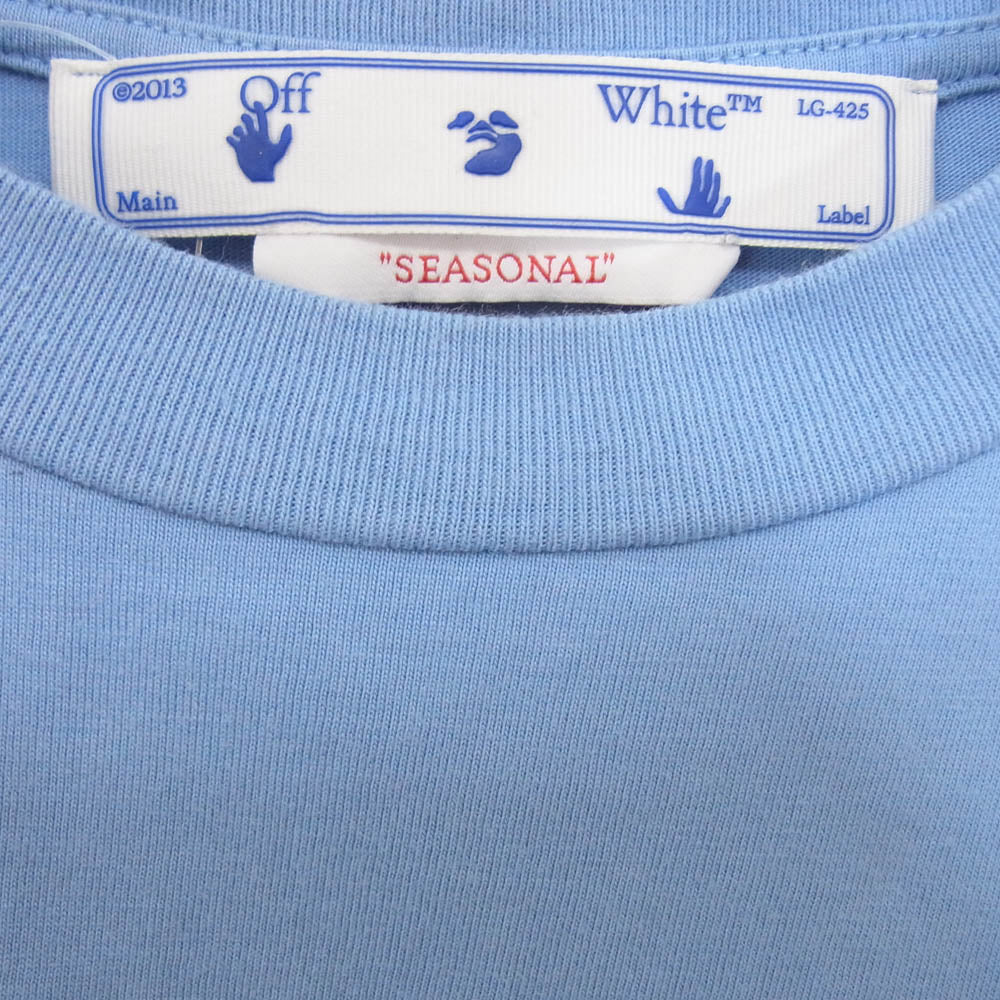 ©2013 Off White™ LG-425
Main Label
"SEASONAL"